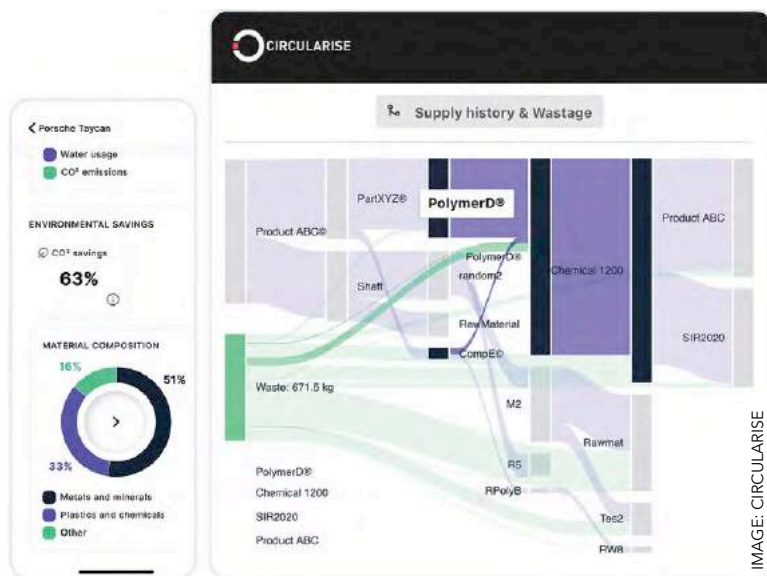 CIRCULARISE
Supply history & Wastage
Porsche Taycan
Water usage
CO² emissions
ENVIRONMENTAL SAVINGS
CO² savings
63%
MATERIAL COMPOSITION
16%
51%
33%
Metals and minerals
Plastics and chemicals
Other
Product ABC®
PartXYZ®
Shaft
PolymerD®
PolymerD®
random2
Raw Material
CompE©
Chemical 1200
Product ABC
SIR2020
Waste: 671.5 kg
M2
R5
RPolyB
Rawmat
Tes2
RW8
PolymerD®
Chemical 1200
SIR2020
Product ABC
IMAGE: CIRCULARISE